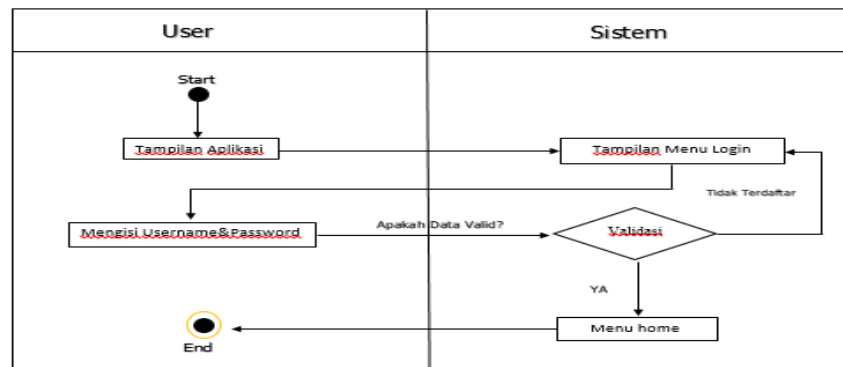 User
Sistem
Start
Tampilan Aplikasi
Tampilan Menu Login
Tidak Terdaftar
Mengisi Username&Password
Apakah Data Valid?
Validasi
YA
Menu home
End